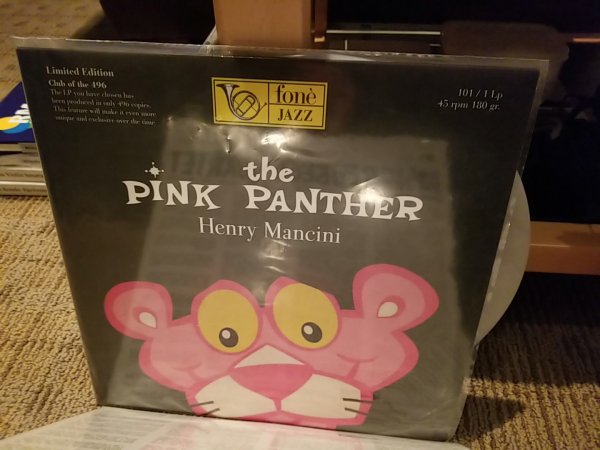 Limited Edition
Club of the 496
The LP you have chosen has
been produced in only 496 copies.
This feature will make it even more
unique and exclusive over the time.
fonè
JAZZ
101 / 1 Lp
45 rpm 180 gr.
the
PINK PANTHER
Henry Mancini